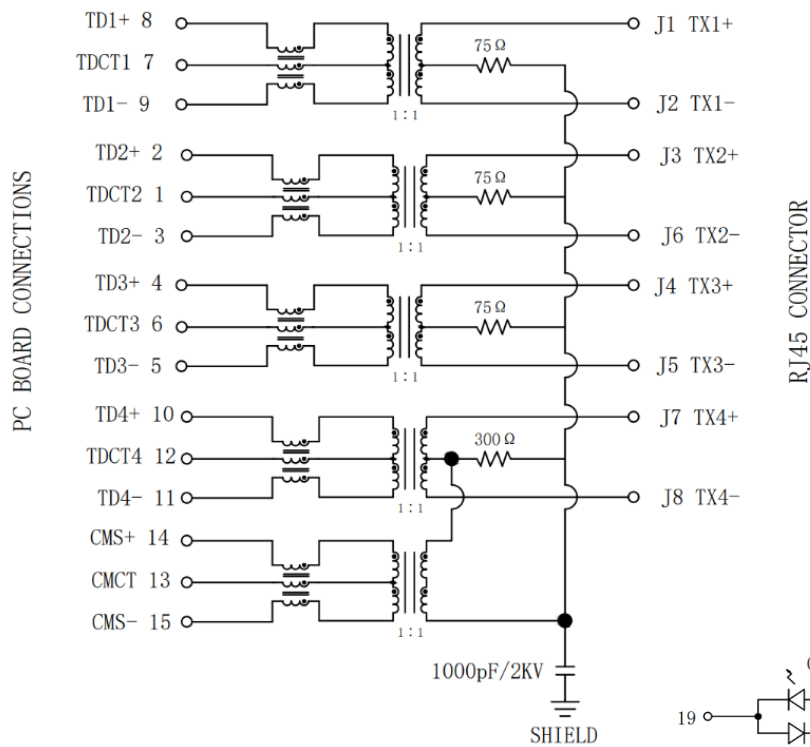 TD1+ 8
J1 TX1+
75Ω
TDCT1 7
TD1- 9
J2 TX1-
1:1
TD2+ 2
J3 TX2+
75Ω
TDCT2 1
TD2- 3
J6 TX2-
1:1
TD3+ 4
J4 TX3+
75Ω
TDCT3 6
TD3- 5
J5 TX3-
1:1
TD4+ 10
J7 TX4+
300Ω
TDCT4 12
TD4- 11
J8 TX4-
1:1
CMS+ 14
CMCT 13
CMS- 15
1:1
1000pF/2KV
SHIELD
19
PC BOARD CONNECTIONS
RJ45 CONNECTOR